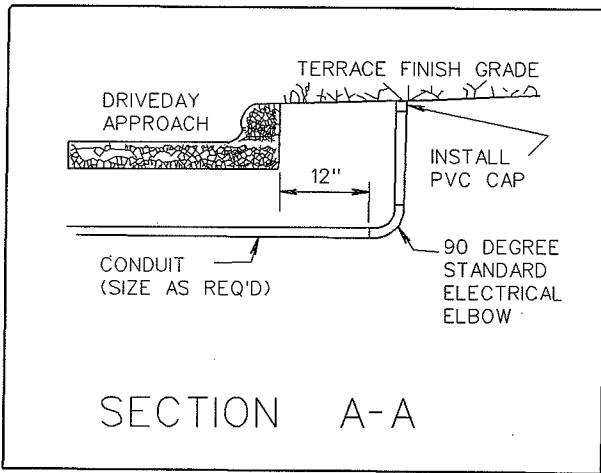 TERRACE FINISH GRADE
DRIVEDAY
APPROACH
INSTALL
PVC CAP
12"
CONDUIT
(SIZE AS REQ'D)
90 DEGREE
STANDARD
ELECTRICAL
ELBOW
SECTION A-A